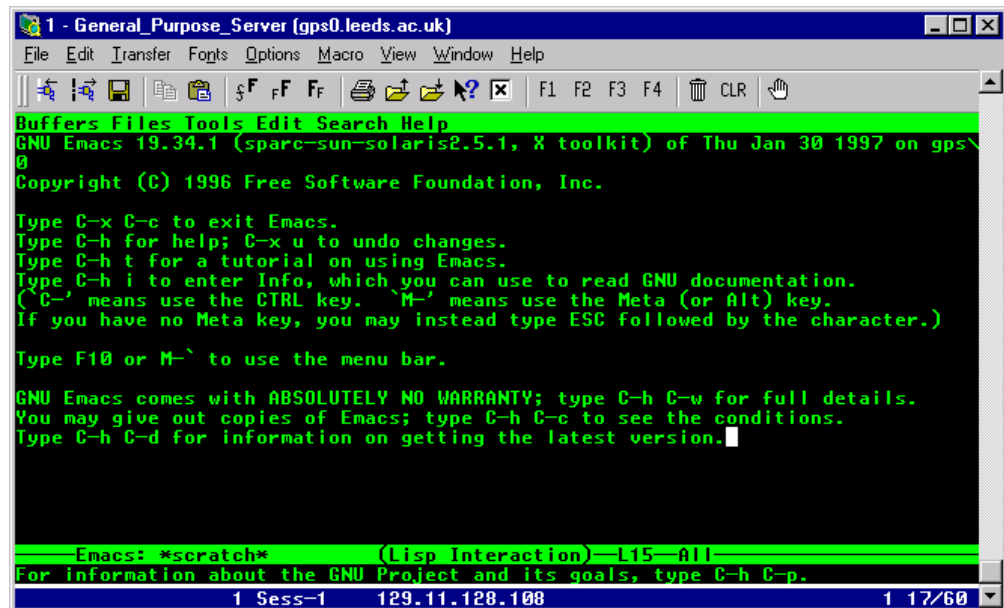 1 - General_Purpose_Server (gps0.leeds.ac.uk)
File Edit Transfer Fonts Options Macro View Window Help
F F F F1 F2 F3 F4 CLR
Buffers Files Tools Edit Search Help
GNU Emacs 19.34.1 (sparc-sun-solaris2.5.1, X toolkit) of Thu Jan 30 1997 on gps\
0
Copyright (C) 1996 Free Software Foundation, Inc.
Type C-x C-c to exit Emacs.
Type C-h for help; C-x u to undo changes.
Type C-h t for a tutorial on using Emacs.
Type C-h i to enter Info, which you can use to read GNU documentation.
(`C-' means use the CTRL key.  `M-' means use the Meta (or Alt) key.
If you have no Meta key, you may instead type ESC followed by the character.)
Type F10 or M-` to use the menu bar.
GNU Emacs comes with ABSOLUTELY NO WARRANTY; type C-h C-w for full details.
You may give out copies of Emacs; type C-h C-c to see the conditions.
Type C-h C-d for information on getting the latest version.
-----Emacs: *scratch*         (Lisp Interaction)--L15--All-----
For information about the GNU Project and its goals, type C-h C-p.
1 Sess-1 129.11.128.108 1 17/60